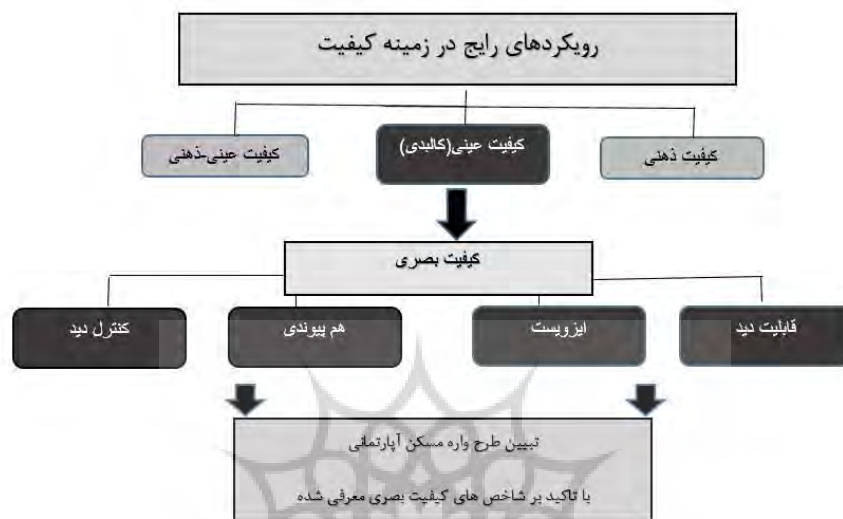 رویکردهای رایج در زمینه کیفیت
کیفیت ذهنی
کیفیت عینی(کالبدی)
کیفیت عینی-ذهنی
کیفیت بصری
قابلیت دید
ایزویست
هم پیوندی
کنترل دید
تبیین طرح واره مسکن آپارتمانی
با تاکید بر شاخص های کیفیت بصری معرفی شده